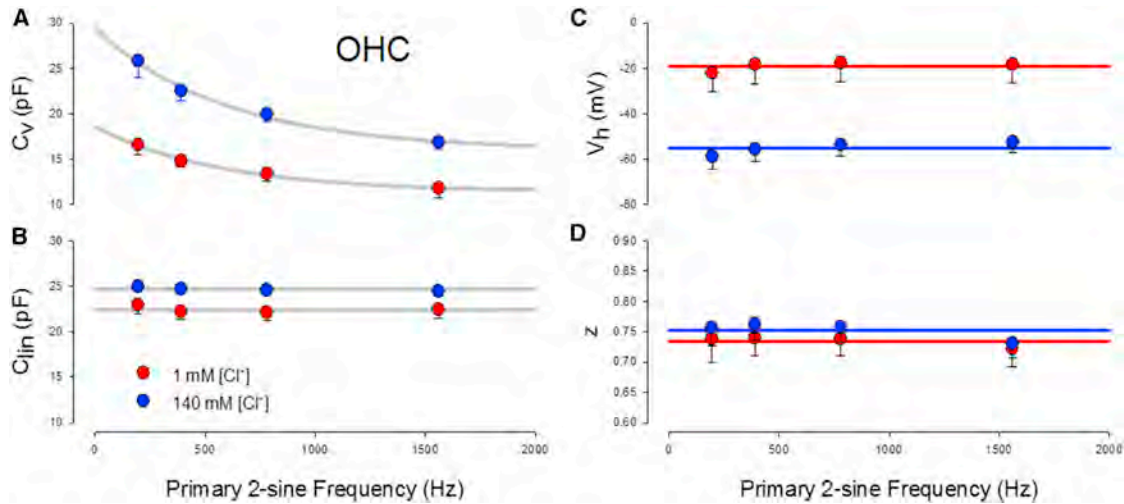 A
OHC
Cv (pF)
30
25
20
15
10
B
Clin (pF)
30
25
20
15
10
1 mM [Cl-]
140 mM [Cl-]
0 500 1000 1500 2000
Primary 2-sine Frequency (Hz)
C
Vh (mV)
0
-20
-40
-60
-80
D
z
0.90
0.85
0.80
0.75
0.70
0.65
0.60
0 500 1000 1500 2000
Primary 2-sine Frequency (Hz)